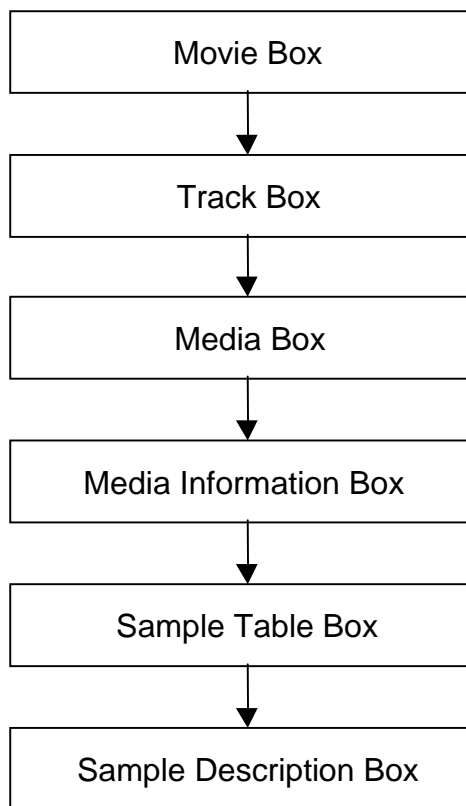 Movie Box
Track Box
Media Box
Media Information Box
Sample Table Box
Sample Description Box